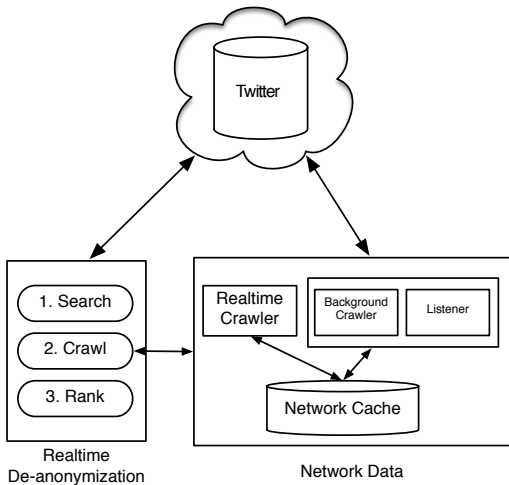 Twitter
1. Search
2. Crawl
3. Rank
Realtime
De-anonymization
Realtime
Crawler
Background
Crawler
Listener
Network Cache
Network Data